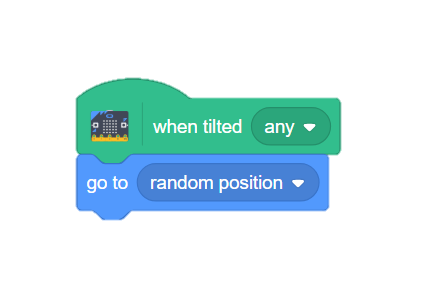 when tilted any
go to random position